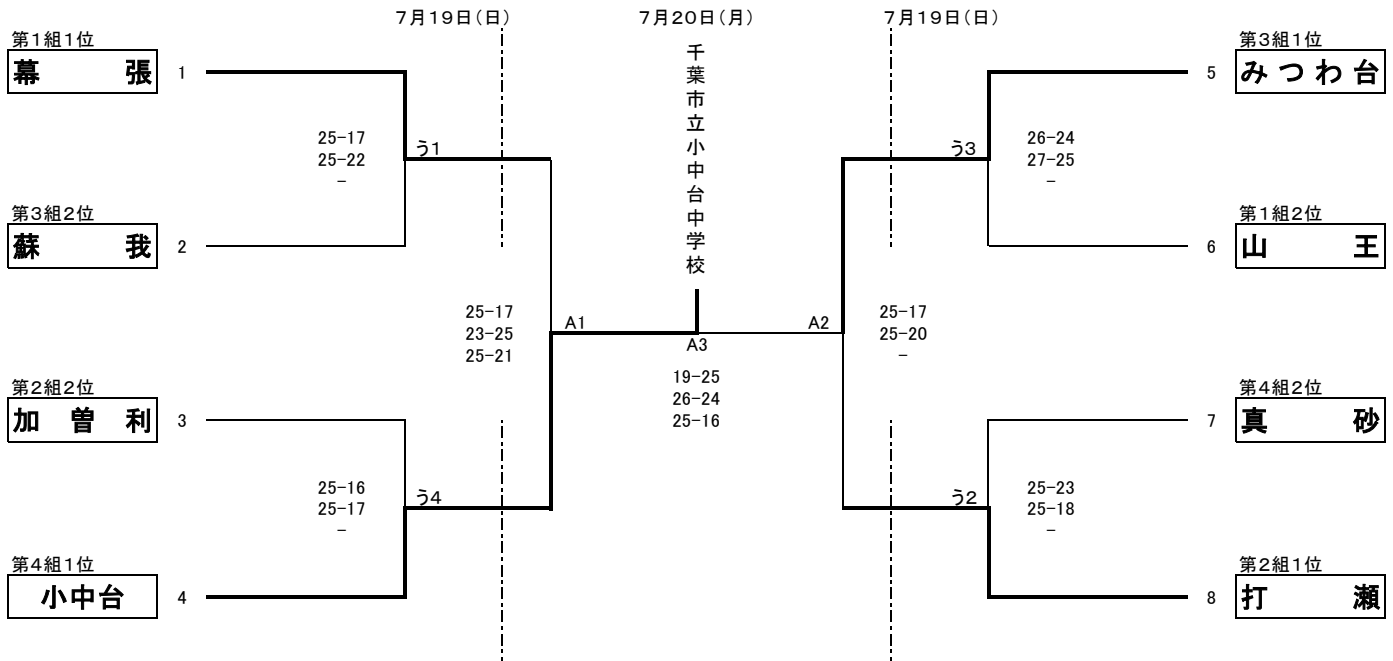 7月19日(日)
7月20日(月)
7月19日(日)
千葉市立小中台中学校
第1組1位
幕張
1
25-17
25-22
-
う1
第3組2位
蘇我
2
25-17
23-25
25-21
A1
第2組2位
加曽利
3
25-16
25-17
-
う4
第4組1位
小中台
4
A3
19-25
26-24
25-16
第3組1位
みつわ台
5
う3
26-24
27-25
-
第1組2位
山王
6
A2
25-17
25-20
-
第4組2位
真砂
7
う2
25-23
25-18
-
第2組1位
打瀬
8